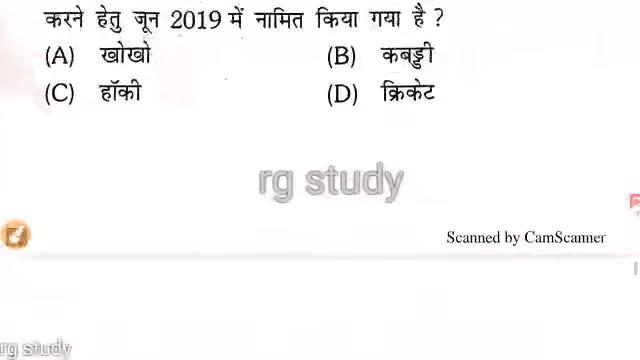 करने हेतु जून 2019 में नामित किया गया है ?
(A) खोखो (B) कबड्डी
(C) हॉकी (D) क्रिकेट
rg study
Scanned by CamScanner
rg study